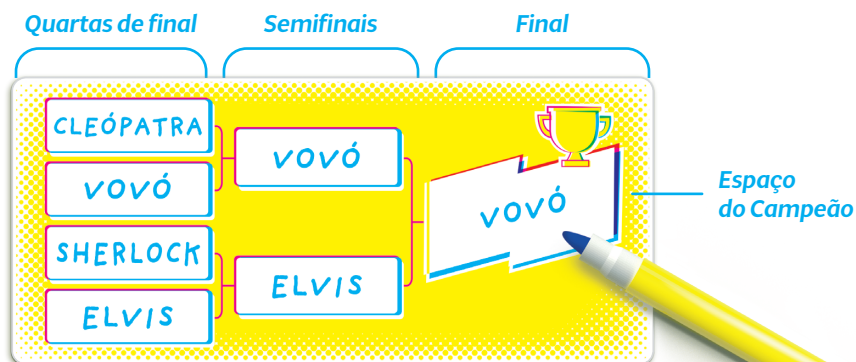 Quartas de final
Semifinais
Final
CLEÓPATRA
VOVÓ
SHERLOCK
ELVIS
VOVÓ
ELVIS
VOVÓ
Espaço
do Campeão